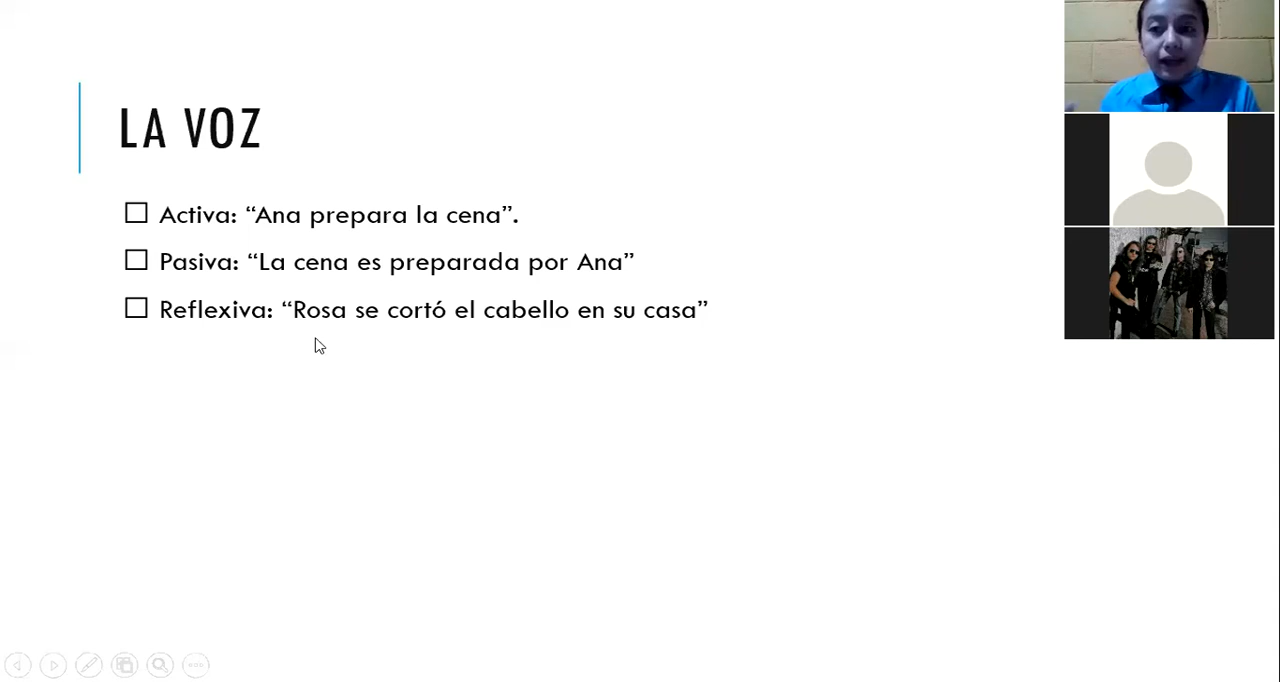 LA VOZ
Activa: “Ana prepara la cena”.
Pasiva: “La cena es preparada por Ana”
Reflexiva: “Rosa se cortó el cabello en su casa”